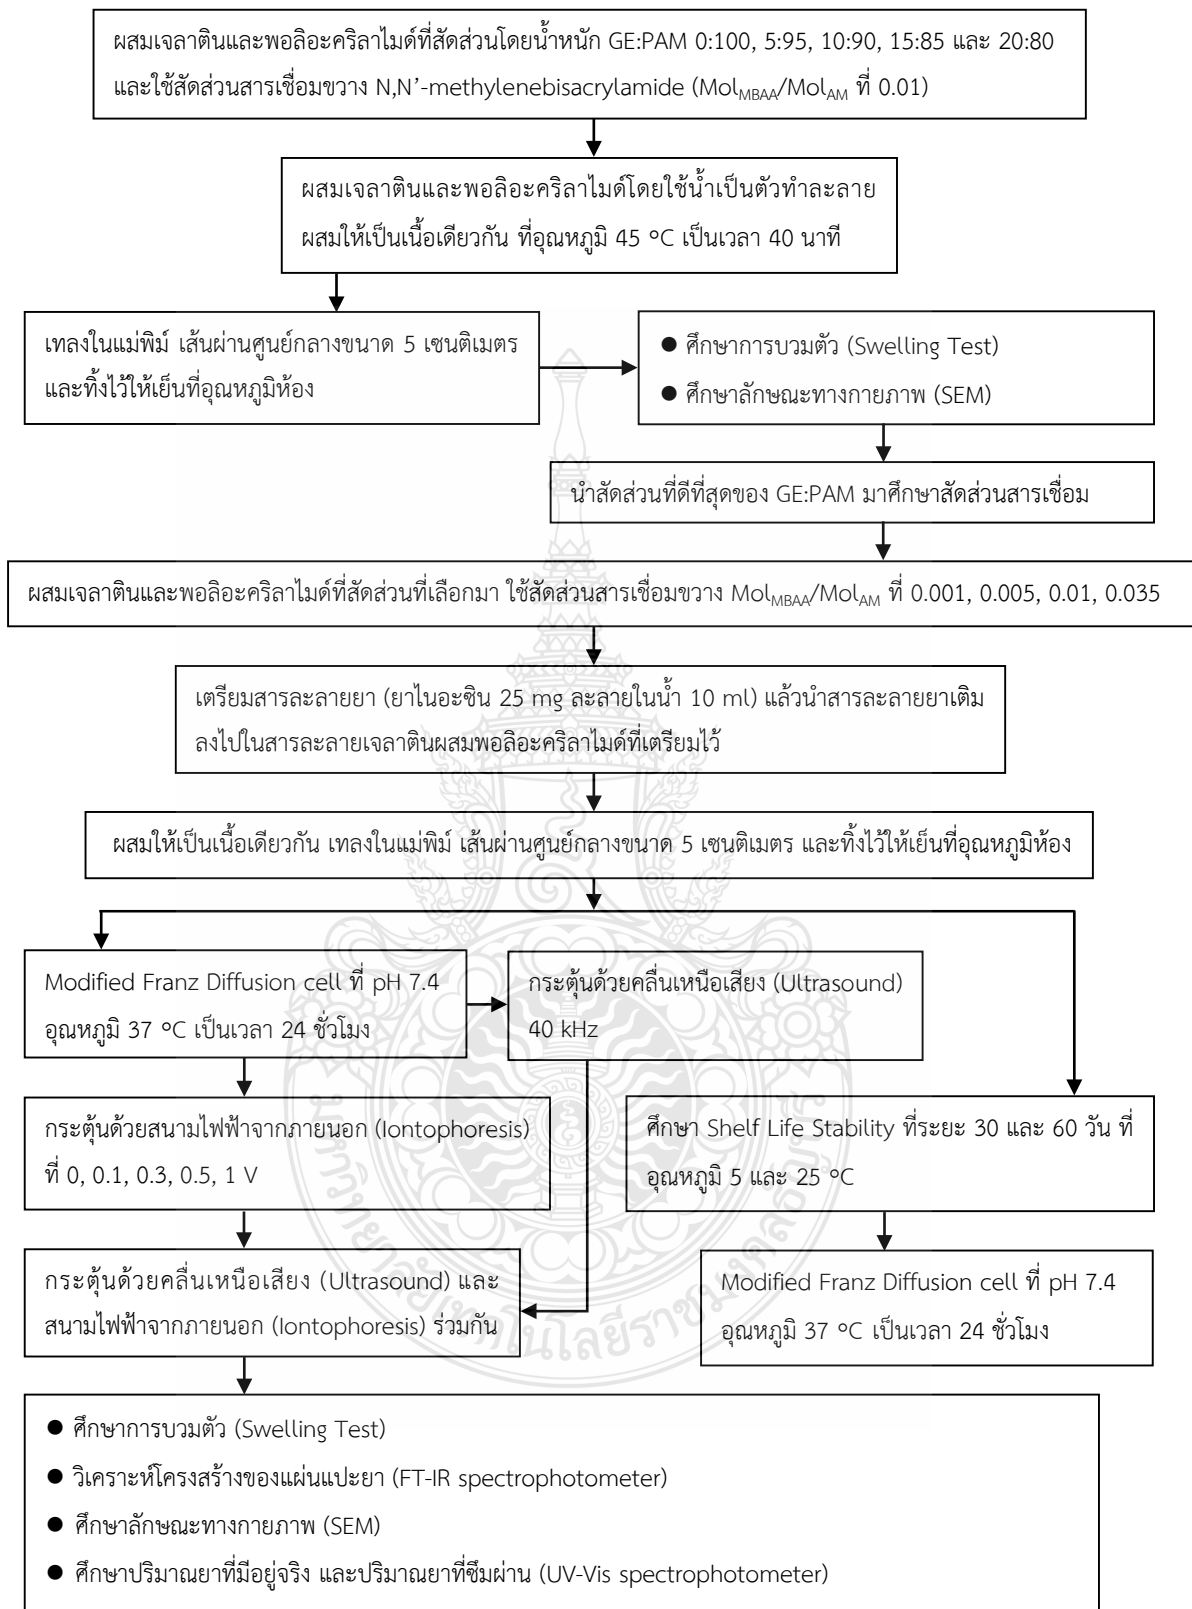 ผสมเจลาตินและพอลิอะคริลาไมด์ที่สัดส่วนโดยน้ำหนัก GE:PAM 0:100, 5:95, 10:90, 15:85 และ 20:80
และใช้สัดส่วนสารเชื่อมขวาง N,N’-methylenebisacrylamide (Mol_MBAA/Mol_AM ที่ 0.01)
ผสมเจลาตินและพอลิอะคริลาไมด์โดยใช้น้ำเป็นตัวทำละลาย
ผสมให้เป็นเนื้อเดียวกัน ที่อุณหภูมิ 45 ºC เป็นเวลา 40 นาที
เทลงในแม่พิม์ เส้นผ่านศูนย์กลางขนาด 5 เซนติเมตร
และทิ้งไว้ให้เย็นที่อุณหภูมิห้อง
● ศึกษาการบวมตัว (Swelling Test)
● ศึกษาลักษณะทางกายภาพ (SEM)
นำสัดส่วนที่ดีที่สุดของ GE:PAM มาศึกษาสัดส่วนสารเชื่อม
ผสมเจลาตินและพอลิอะคริลาไมด์ที่สัดส่วนที่เลือกมา ใช้สัดส่วนสารเชื่อมขวาง Mol_MBAA/Mol_AM ที่ 0.001, 0.005, 0.01, 0.035
เตรียมสารละลายยา (ยาไนอะซิน 25 mg ละลายในน้ำ 10 ml) แล้วนำสารละลายยาเติม
ลงไปในสารละลายเจลาตินผสมพอลิอะคริลาไมด์ที่เตรียมไว้
ผสมให้เป็นเนื้อเดียวกัน เทลงในแม่พิม์ เส้นผ่านศูนย์กลางขนาด 5 เซนติเมตร และทิ้งไว้ให้เย็นที่อุณหภูมิห้อง
Modified Franz Diffusion cell ที่ pH 7.4
อุณหภูมิ 37 ºC เป็นเวลา 24 ชั่วโมง
กระตุ้นด้วยคลื่นเหนือเสียง (Ultrasound)
40 kHz
กระตุ้นด้วยสนามไฟฟ้าจากภายนอก (Iontophoresis)
ที่ 0, 0.1, 0.3, 0.5, 1 V
ศึกษา Shelf Life Stability ที่ระยะ 30 และ 60 วัน ที่
อุณหภูมิ 5 และ 25 ºC
กระตุ้นด้วยคลื่นเหนือเสียง (Ultrasound) และ
สนามไฟฟ้าจากภายนอก (Iontophoresis) ร่วมกัน
Modified Franz Diffusion cell ที่ pH 7.4
อุณหภูมิ 37 ºC เป็นเวลา 24 ชั่วโมง
มหาวิทยาลัยเทคโนโลยีราชมงคลธัญบุรี
● ศึกษาการบวมตัว (Swelling Test)
● วิเคราะห์โครงสร้างของแผ่นแปะยา (FT-IR spectrophotometer)
● ศึกษาลักษณะทางกายภาพ (SEM)
● ศึกษาปริมาณยาที่มีอยู่จริง และปริมาณยาที่ซึมผ่าน (UV-Vis spectrophotometer)